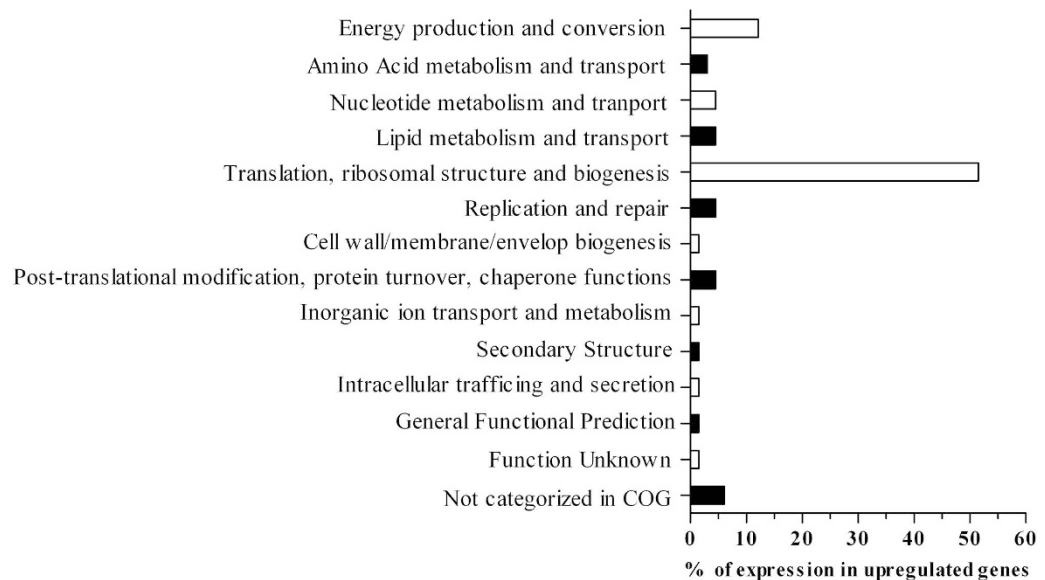 Energy production and conversion
Amino Acid metabolism and transport
Nucleotide metabolism and tranport
Lipid metabolism and transport
Translation, ribosomal structure and biogenesis
Replication and repair
Cell wall/membrane/envelop biogenesis
Post-translational modification, protein turnover, chaperone functions
Inorganic ion transport and metabolism
Secondary Structure
Intracellular trafficing and secretion
General Functional Prediction
Function Unknown
Not categorized in COG
0 10 20 30 40 50 60
% of expression in upregulated genes